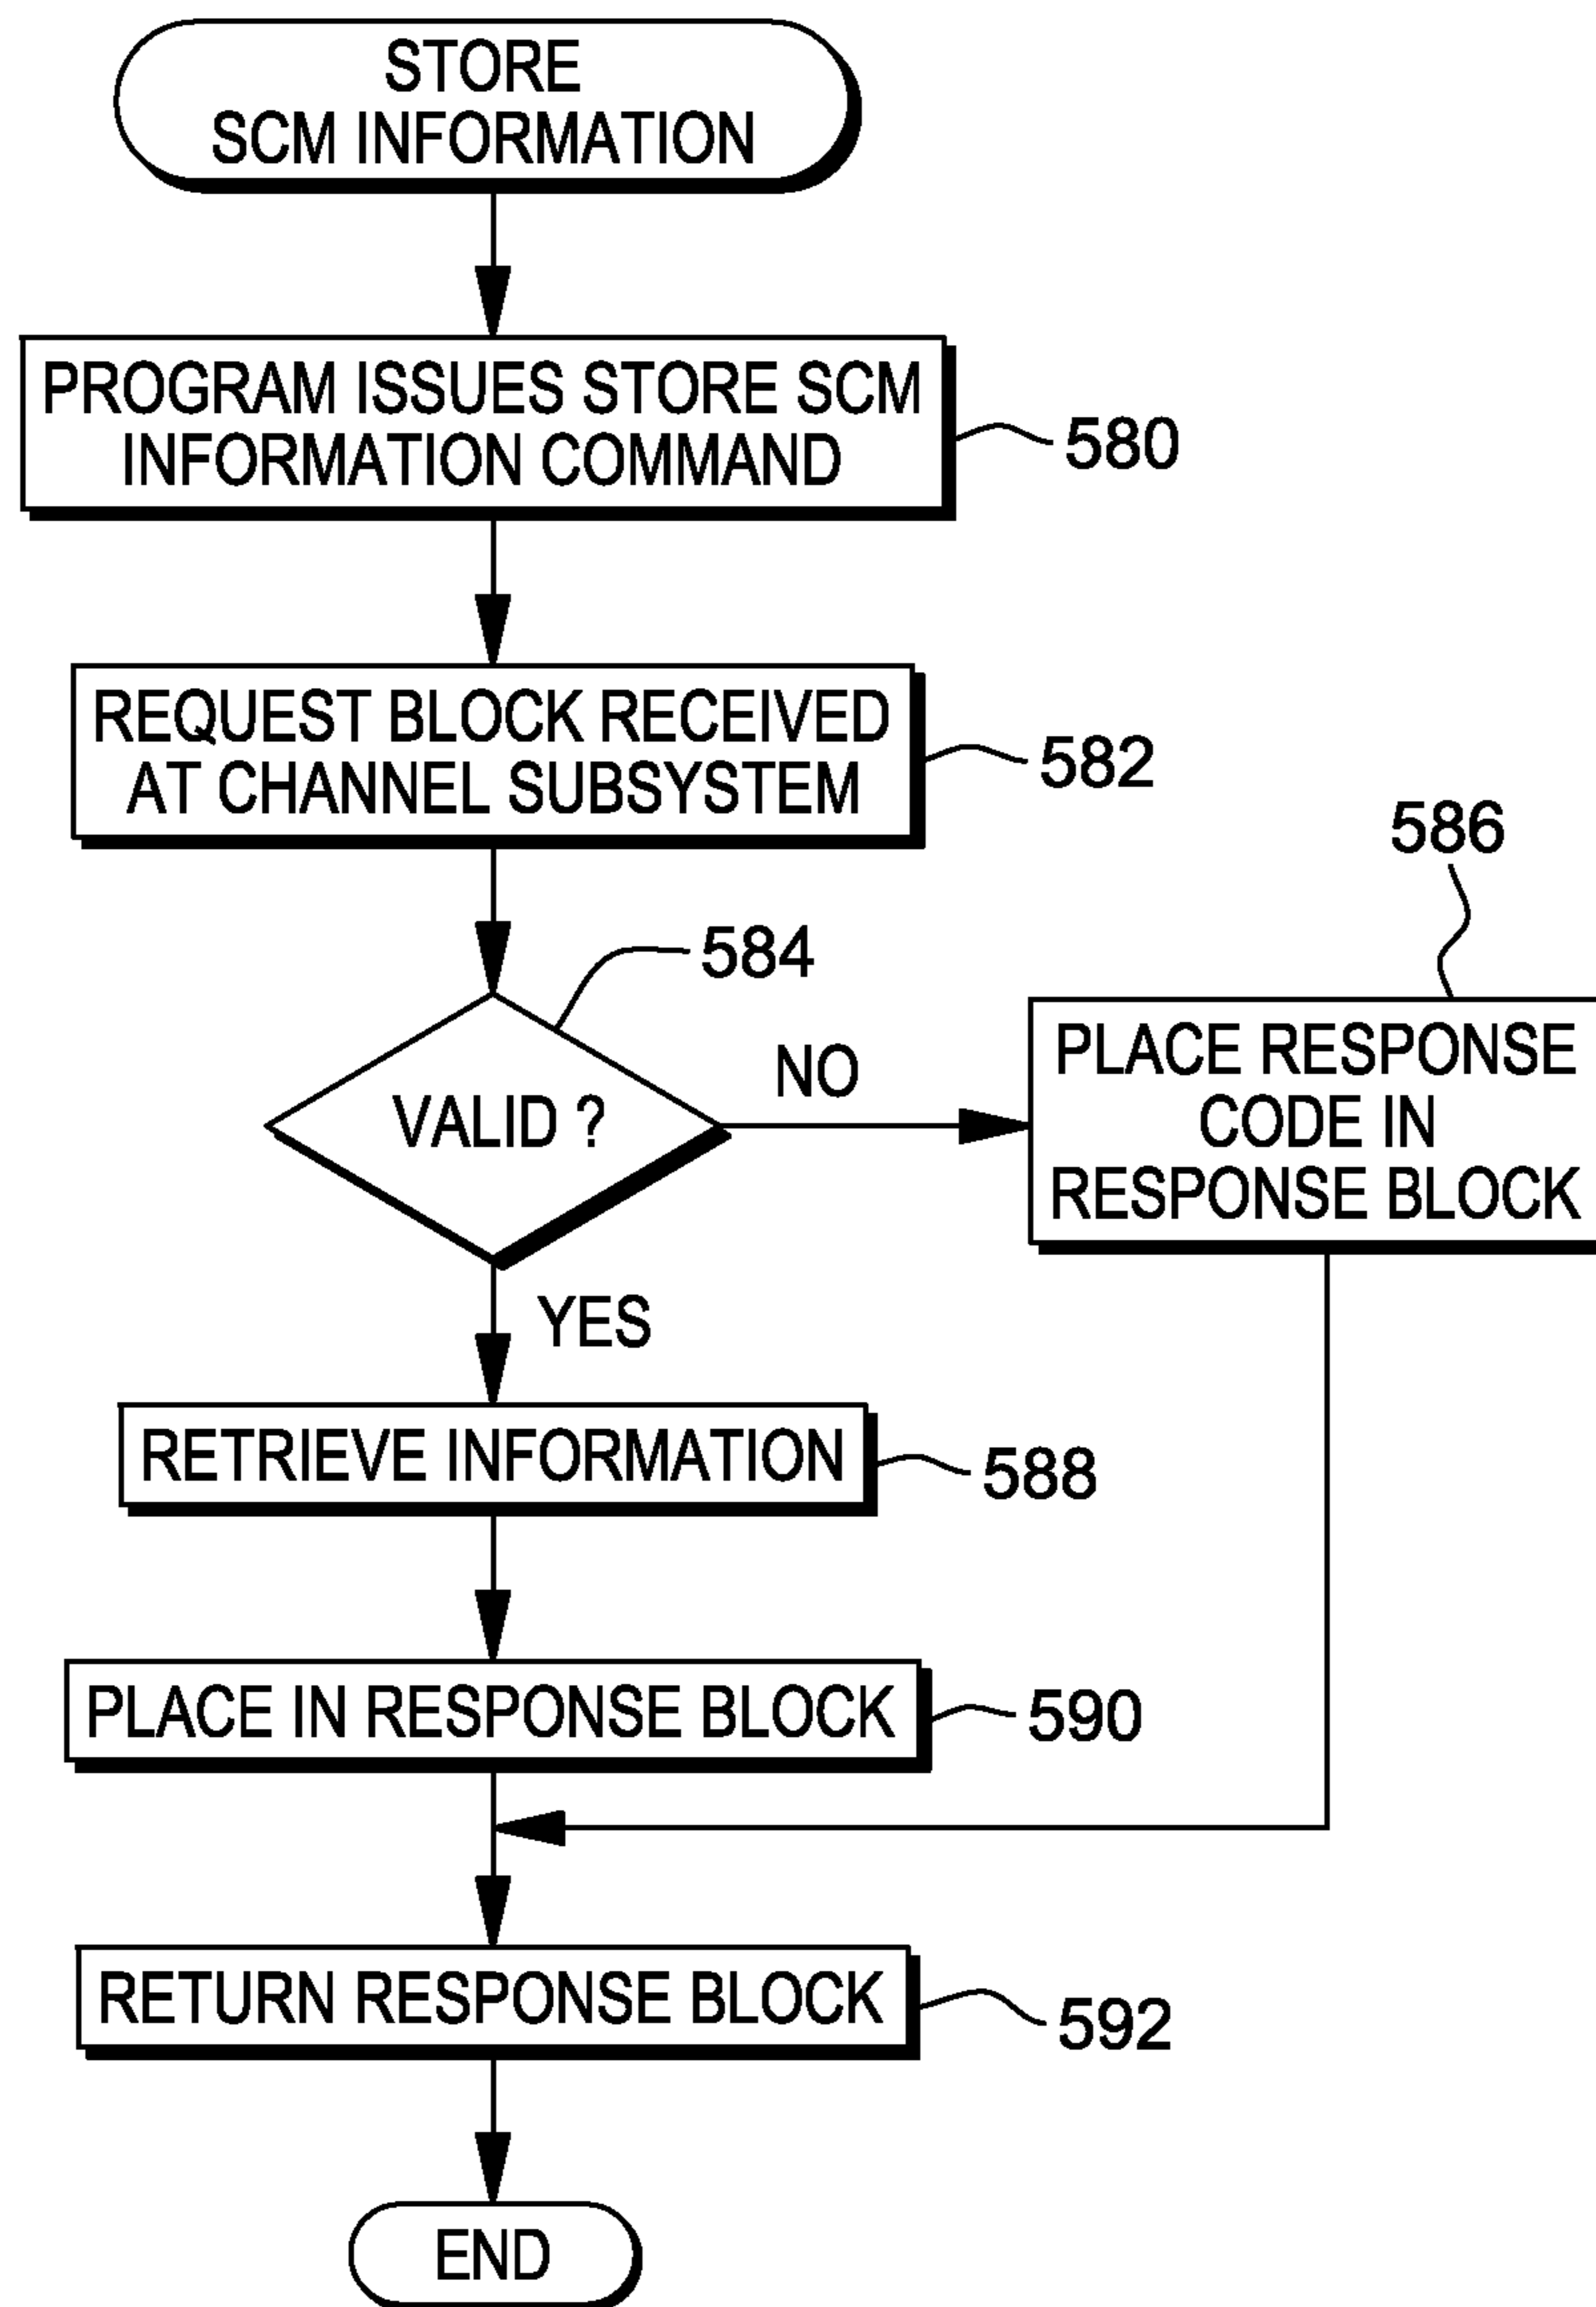 STORE
SCM INFORMATION
PROGRAM ISSUES STORE SCM
INFORMATION COMMAND
580
REQUEST BLOCK RECEIVED
AT CHANNEL SUBSYSTEM
582
584
VALID ?
NO
586
PLACE RESPONSE
CODE IN
RESPONSE BLOCK
YES
RETRIEVE INFORMATION
588
PLACE IN RESPONSE BLOCK
590
RETURN RESPONSE BLOCK
592
END